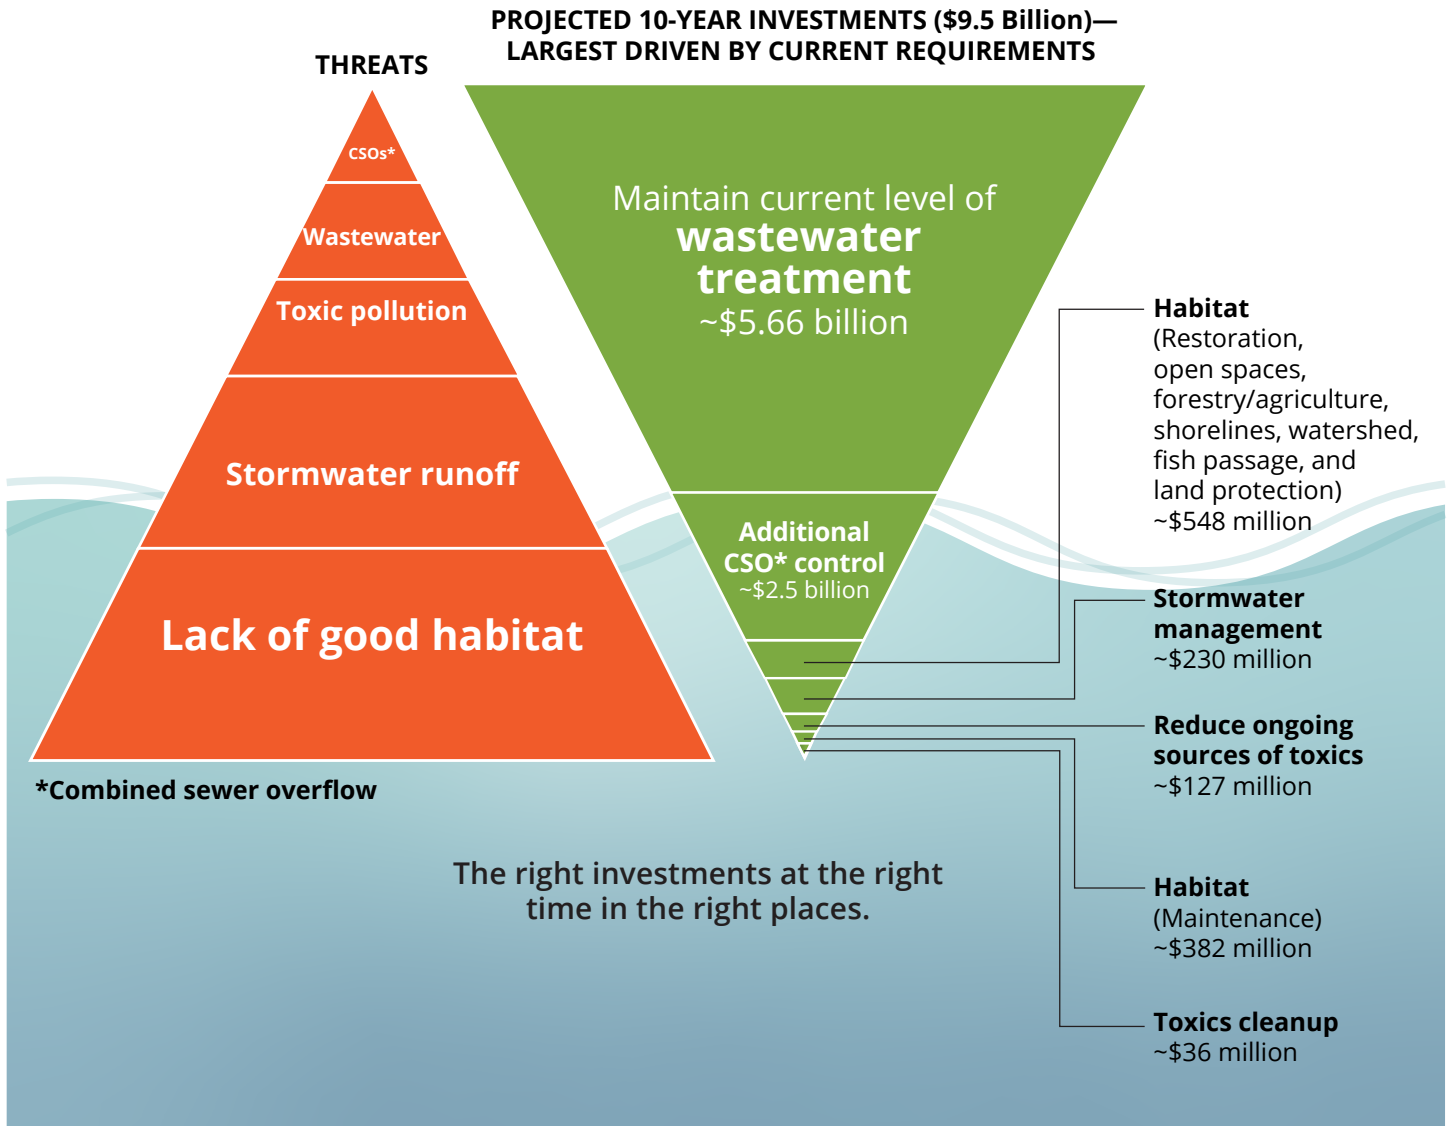 PROJECTED 10-YEAR INVESTMENTS ($9.5 Billion)—
LARGEST DRIVEN BY CURRENT REQUIREMENTS
THREATS
CSOs*
Wastewater
Toxic pollution
Stormwater runoff
Lack of good habitat
*Combined sewer overflow
Maintain current level of
wastewater
treatment
~$5.66 billion
Additional
CSO* control
~$2.5 billion
Habitat
(Restoration,
open spaces,
forestry/agriculture,
shorelines, watershed,
fish passage, and
land protection)
~$548 million
Stormwater
management
~$230 million
Reduce ongoing
sources of toxics
~$127 million
Habitat
(Maintenance)
~$382 million
Toxics cleanup
~$36 million
The right investments at the right
time in the right places.